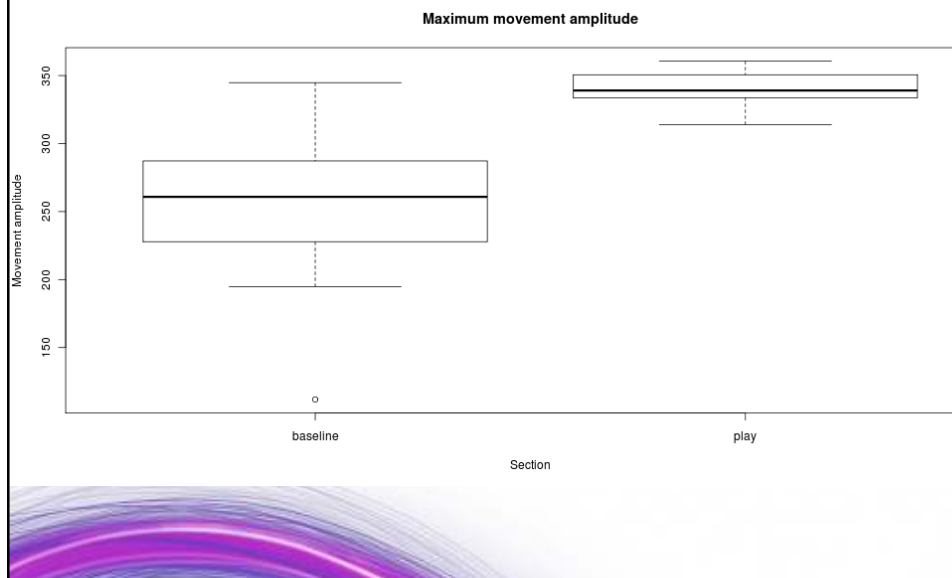 Maximum movement amplitude
Movement amplitude
350
300
250
200
150
baseline
play
Section